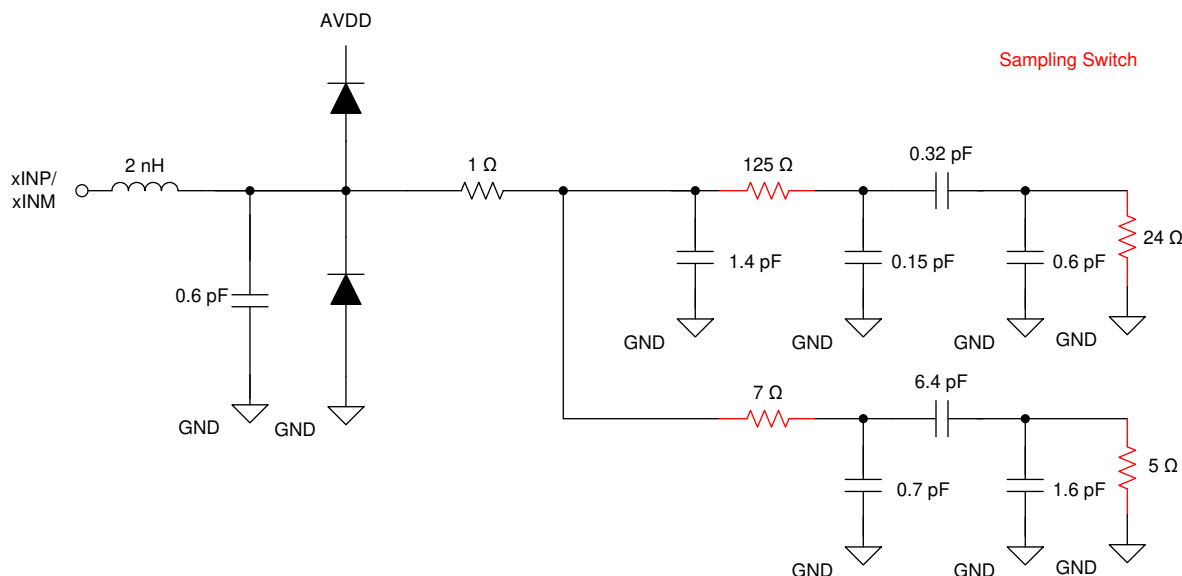 AVDD
Sampling Switch
xINP/
xINM
2 nH
1 Ω
125 Ω
0.32 pF
0.6 pF
1.4 pF
0.15 pF
0.6 pF
24 Ω
GND
GND
GND
GND
GND
GND
7 Ω
6.4 pF
0.7 pF
1.6 pF
5 Ω
GND
GND
GND